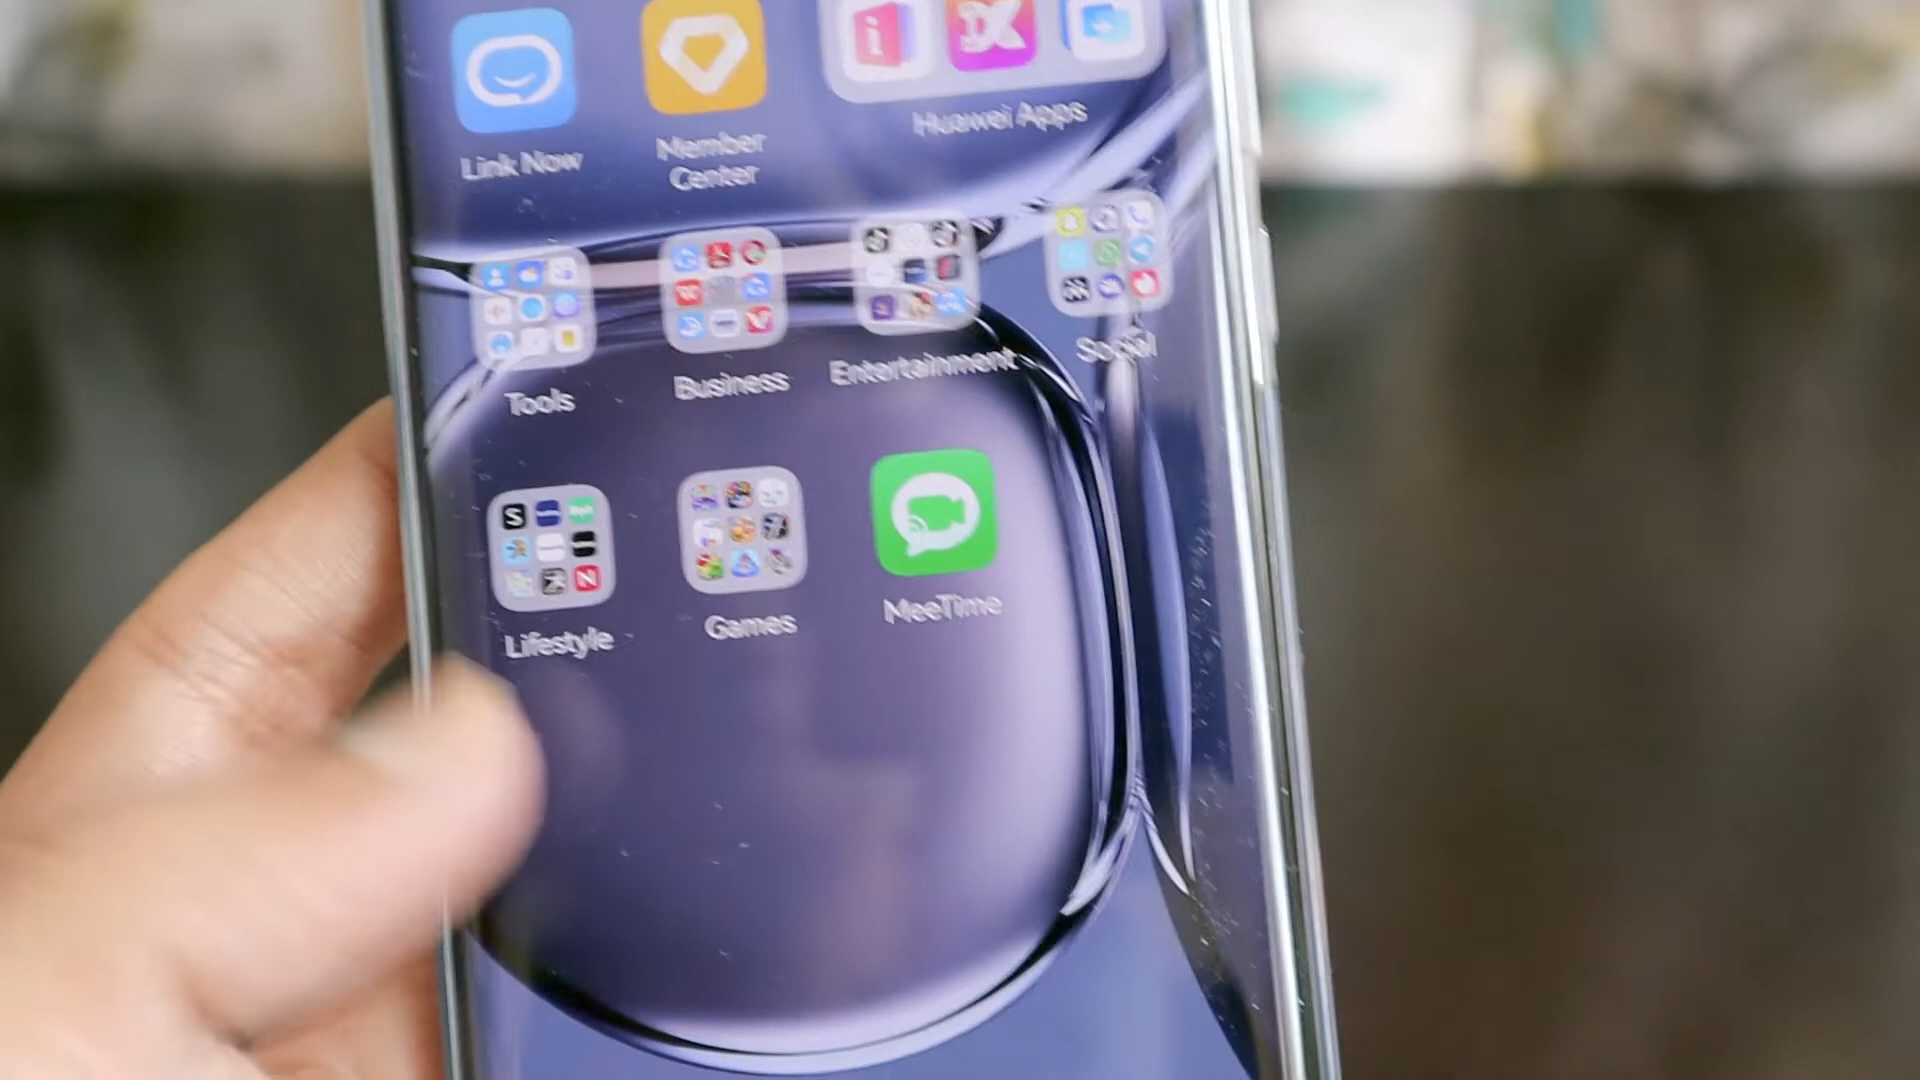 Link Now
Member
Center
Huawei Apps
Tools
Business
Entertainment
Social
Lifestyle
Games
MeeTime